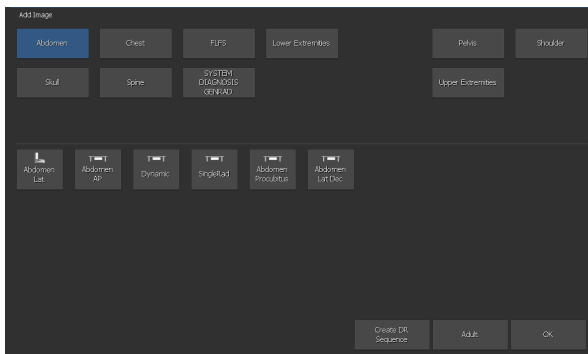 Add Image
Abdomen
Chest
FLFS
Lower Extremities
Pelvis
Shoulder
Skull
Spine
SYSTEM
DIAGNOSIS
GENRAD
Upper Extremities
Abdomen
Lat.
Abdomen
AP
Dynamic
SingleRad
Abdomen
Procubitus
Abdomen
Lat Dec
Create DR
Sequence
Adult
OK